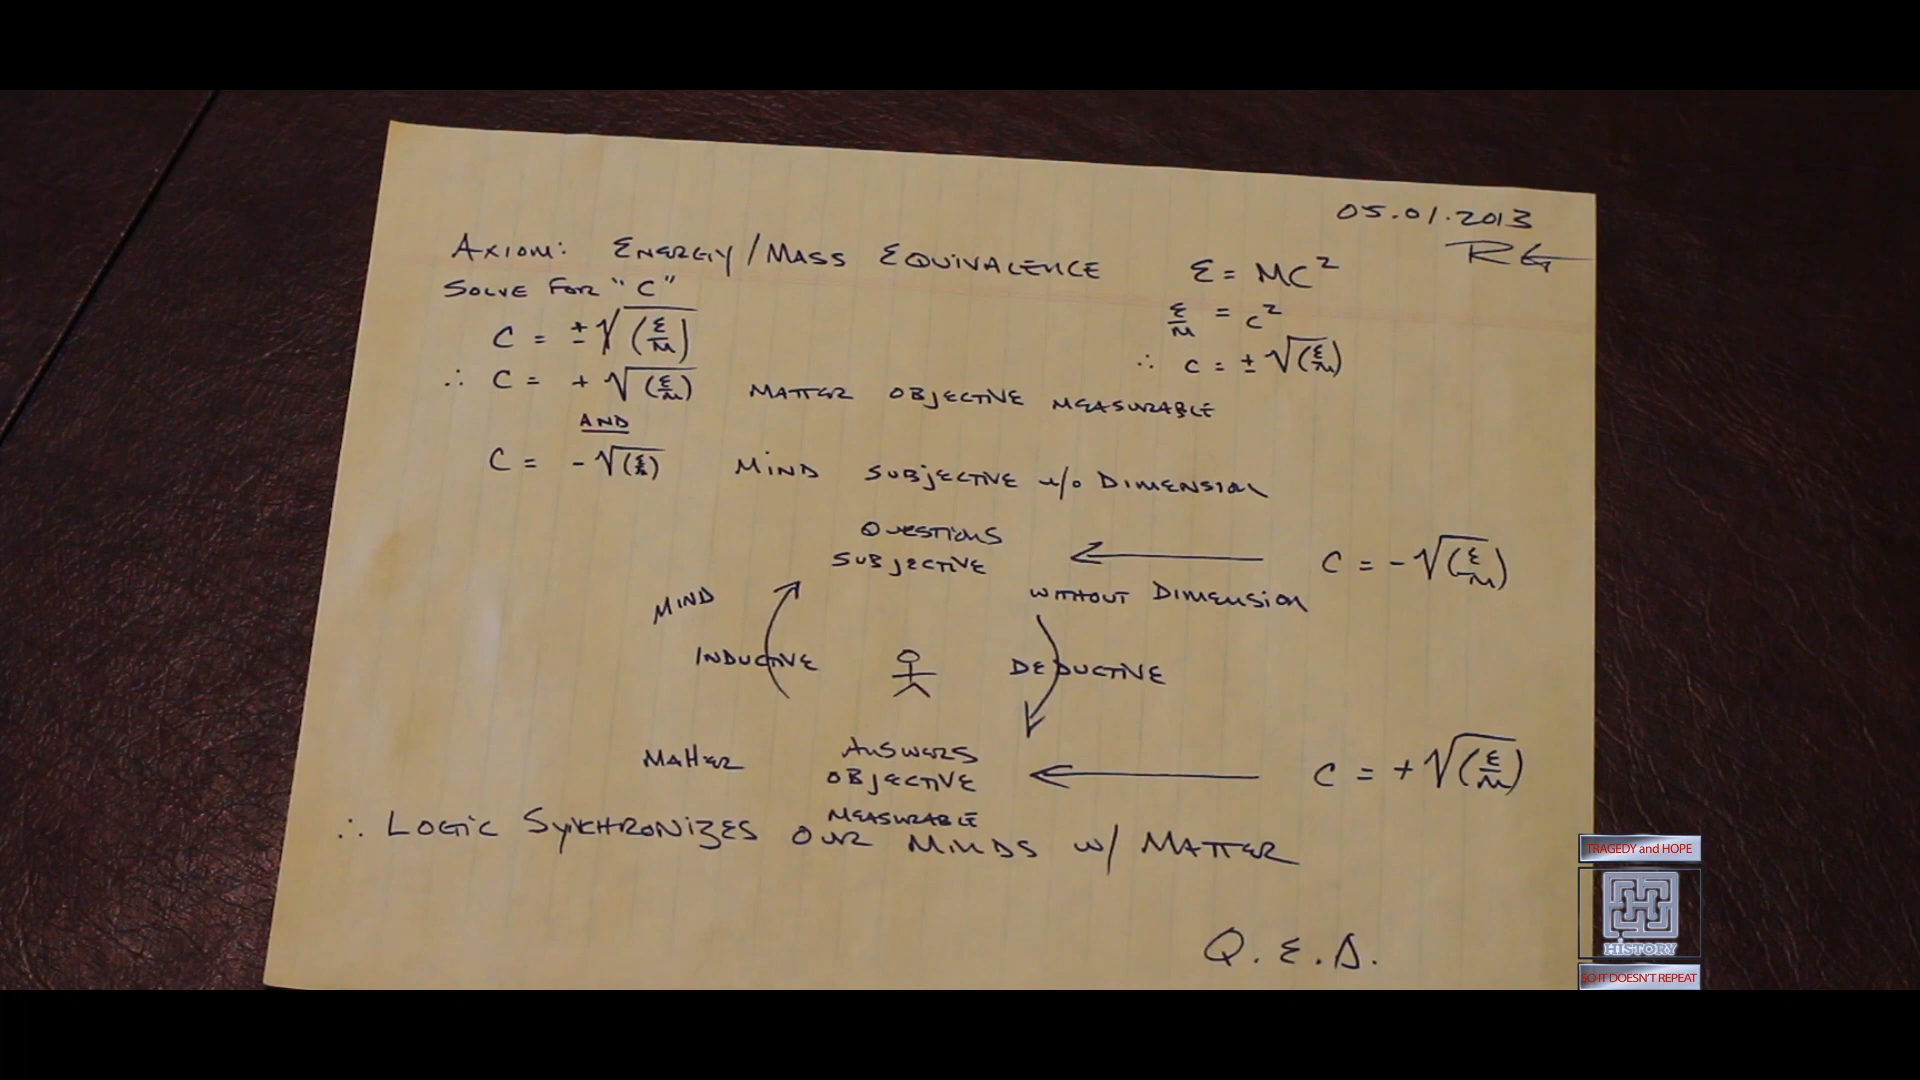 05.01.2013
RG
AXIOM: ENERGY/MASS EQUIVALENCE E = MC²
SOLVE FOR "C"
E/M = C²
C = ±√(E/M)
∴ C = ±√(E/M)
∴ C = +√(E/M) MATTER OBJECTIVE MEASURABLE
AND
C = -√(E/M) MIND SUBJECTIVE w/o DIMENSION
QUESTIONS
SUBJECTIVE C = -√(E/M)
MIND WITHOUT DIMENSION
INDUCTIVE DEDUCTIVE
MATTER ANSWERS
OBJECTIVE C = +√(E/M)
MEASURABLE
∴ LOGIC SYNCHRONIZES OUR MINDS w/ MATTER
Q.E.D.
TRAGEDY and HOPE
HiSTORY
SO IT DOESN'T REPEAT